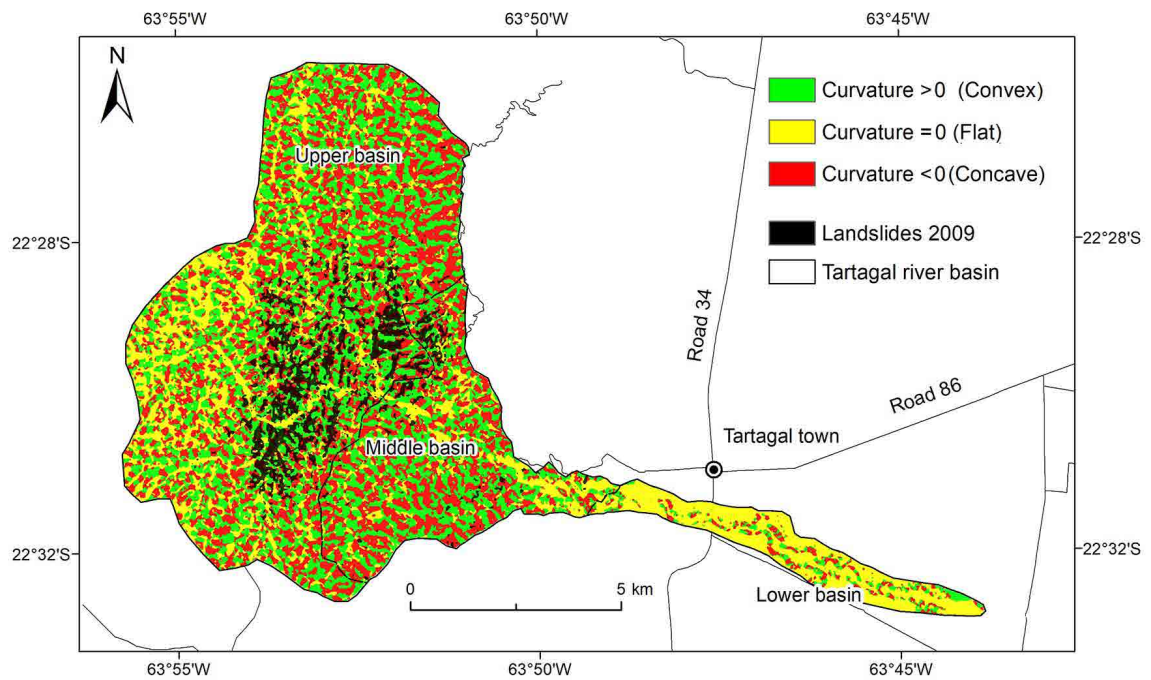 63°55'W
63°50'W
63°45'W
N
Curvature >0 (Convex)
Curvature =0 (Flat)
Curvature <0(Concave)
Landslides 2009
Tartagal river basin
Upper basin
22°28'S
22°28'S
Road 34
Road 86
Tartagal town
Middle basin
22°32'S
22°32'S
0
5 km
Lower basin
63°55'W
63°50'W
63°45'W